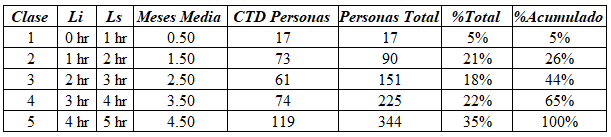 Clase Li Ls Meses Media CTD Personas Personas Total %Total %Acumulado
1 0 hr 1 hr 0.50 17 17 5% 5%
2 1 hr 2 hr 1.50 73 90 21% 26%
3 2 hr 3 hr 2.50 61 151 18% 44%
4 3 hr 4 hr 3.50 74 225 22% 65%
5 4 hr 5 hr 4.50 119 344 35% 100%